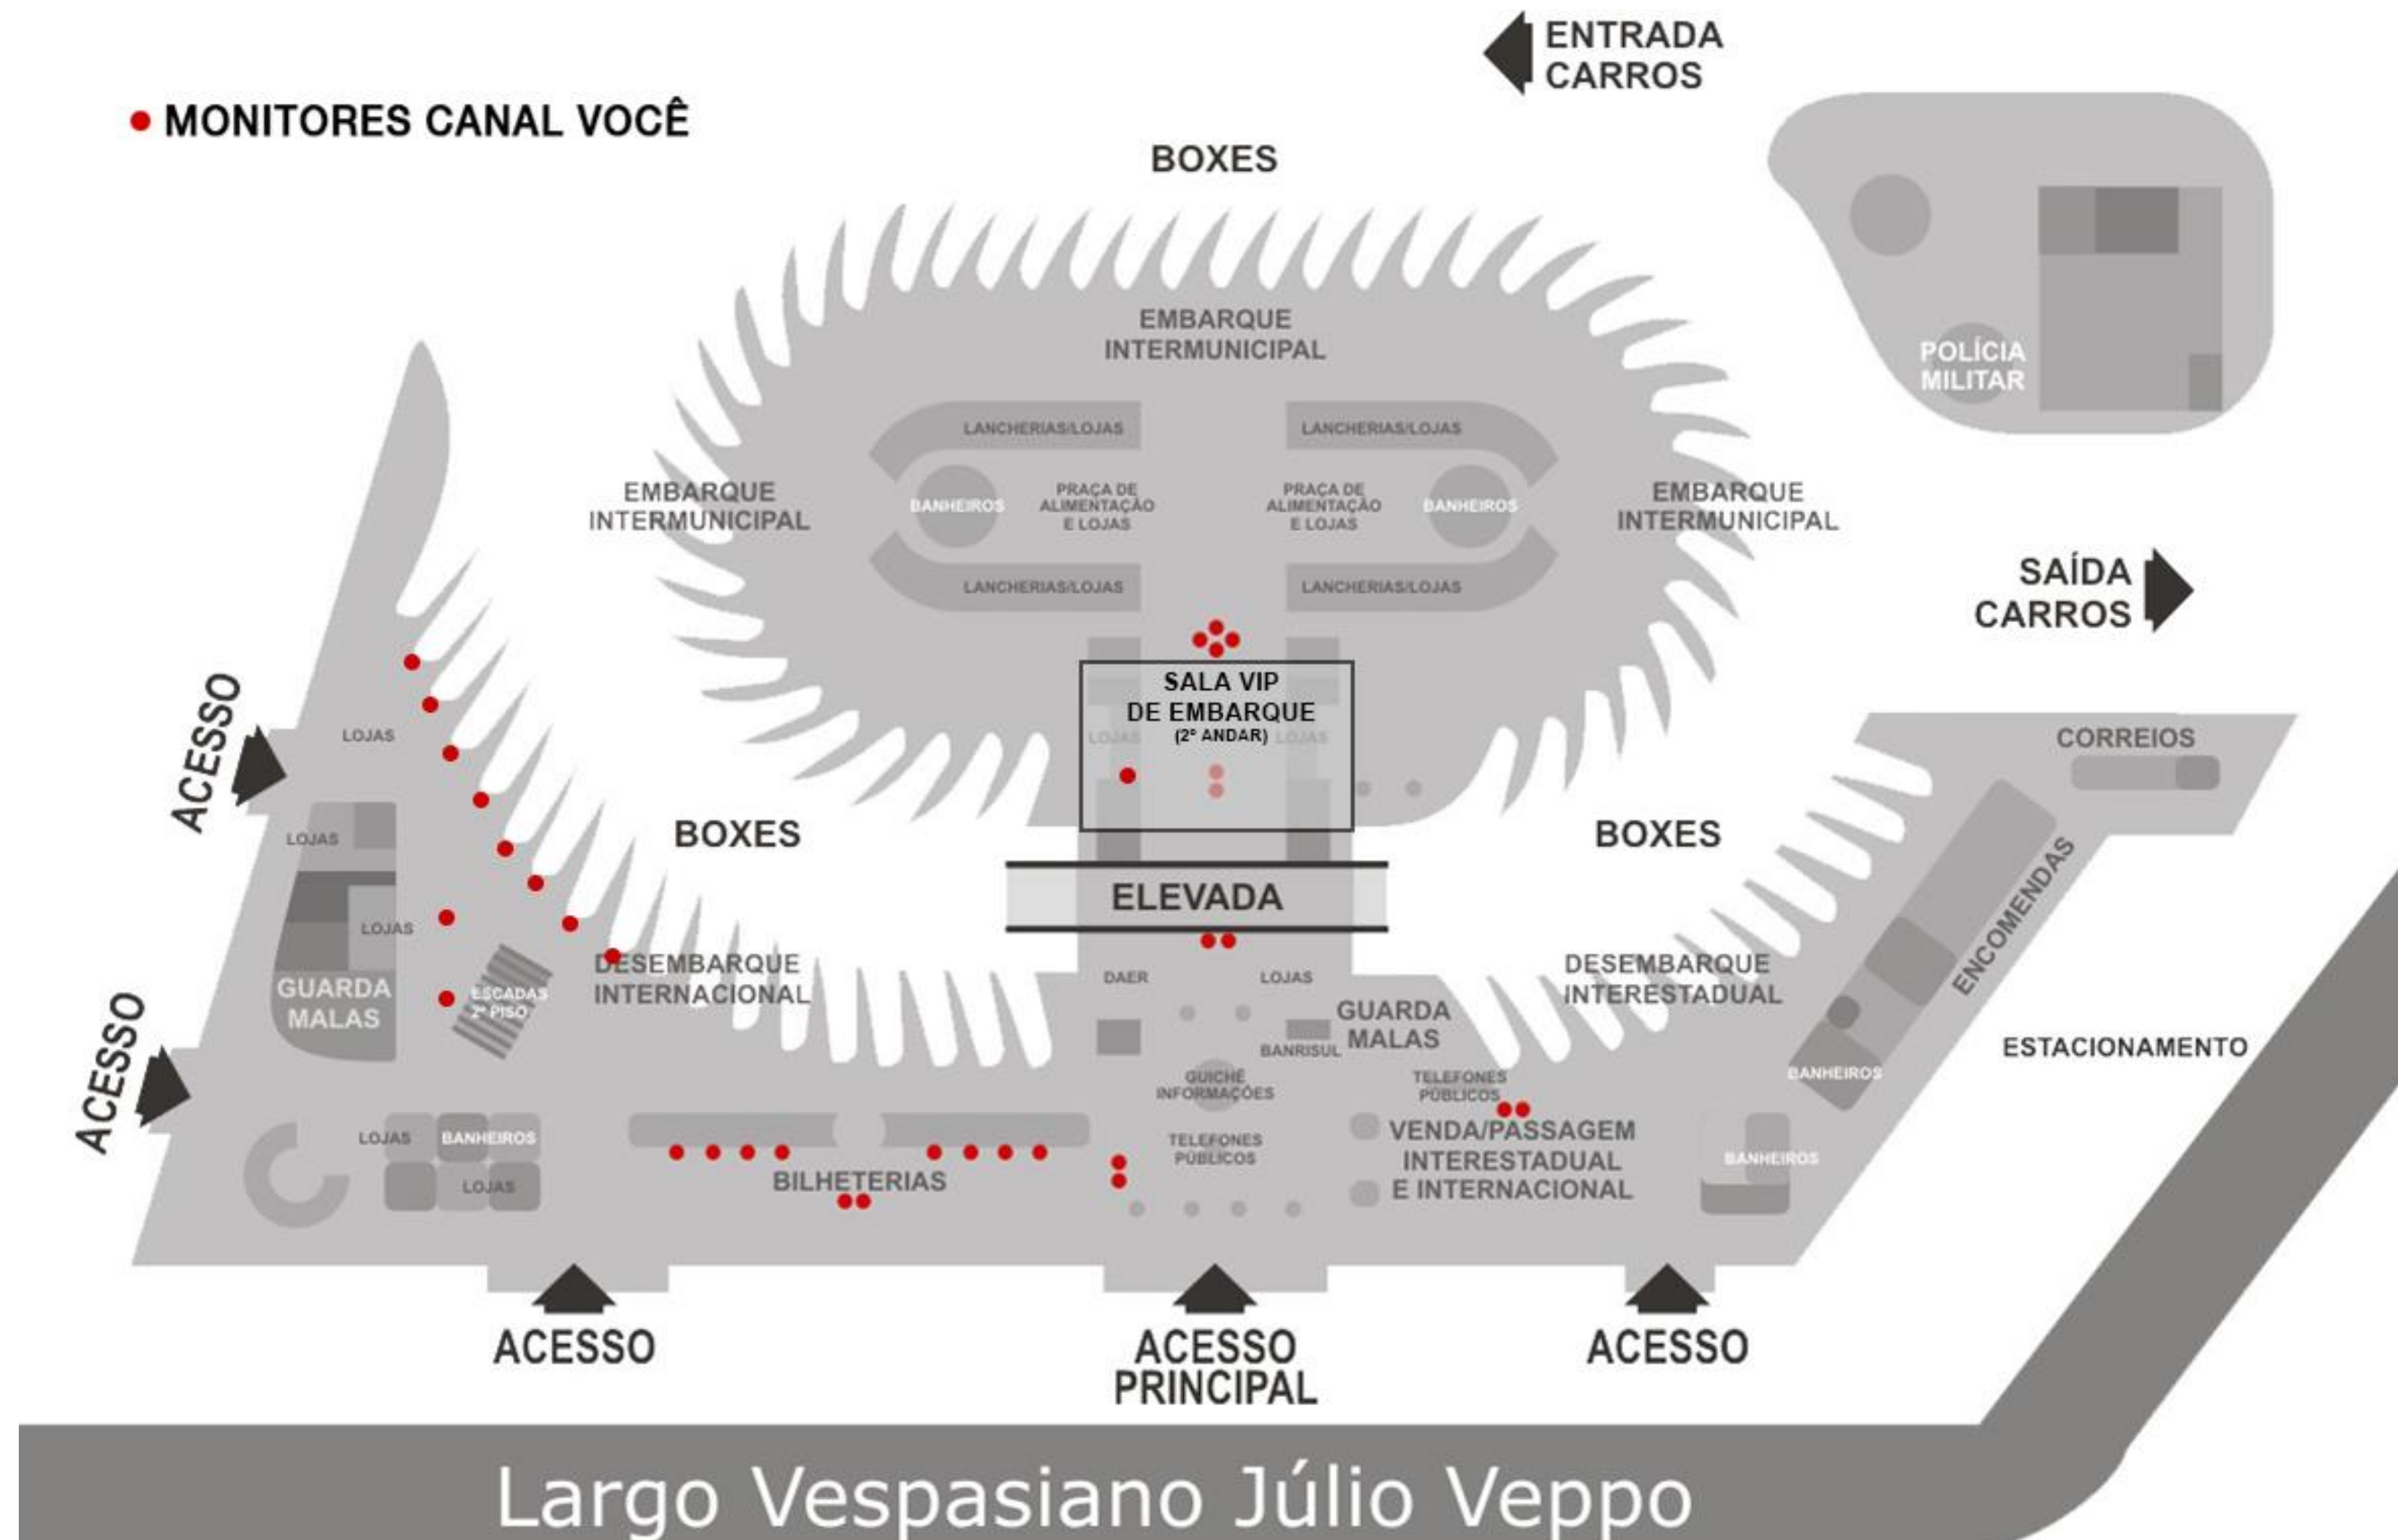 ENTRADA
CARROS
MONITORES CANAL VOCÊ
BOXES
EMBARQUE
INTERMUNICIPAL
POLÍCIA
MILITAR
LANCHERIAS/LOJAS
LANCHERIAS/LOJAS
EMBARQUE
INTERMUNICIPAL
BANHEIROS
PRAÇA DE
ALIMENTAÇÃO
E LOJAS
PRAÇA DE
ALIMENTAÇÃO
E LOJAS
BANHEIROS
EMBARQUE
INTERMUNICIPAL
LANCHERIAS/LOJAS
LANCHERIAS/LOJAS
SAÍDA
CARROS
SALA VIP
DE EMBARQUE
(2º ANDAR)
LOJAS
LOJAS
ACESSO
LOJAS
CORREIOS
LOJAS
BOXES
BOXES
ELEVADA
LOJAS
ENCOMENDAS
GUARDA
MALAS
ESCADAS
2º PISO
DESEMBARQUE
INTERNACIONAL
DAER
LOJAS
DESEMBARQUE
INTERESTADUAL
GUARDA
MALAS
BANRISUL
ESTACIONAMENTO
ACESSO
GUICHÊ
INFORMAÇÕES
TELEFONES
PÚBLICOS
BANHEIROS
LOJAS
BANHEIROS
LOJAS
BILHETERIAS
TELEFONES
PÚBLICOS
VENDA/PASSAGEM
INTERESTADUAL
E INTERNACIONAL
BANHEIROS
ACESSO
ACESSO
PRINCIPAL
ACESSO
Largo Vespasiano Júlio Veppo